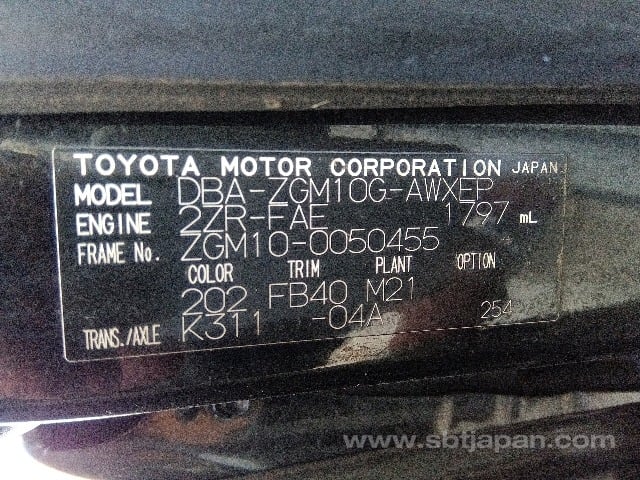 TOYOTA MOTOR CORPORATION JAPAN
MODEL DBA-ZGM10G-AWXEP
ENGINE 2ZR-FAE 1797 mL
FRAME No. ZGM10-0050455
COLOR TRIM PLANT OPTION
202 FB40 M21
TRANS./AXLE K311 -04A 254
www.sbtjapan.com